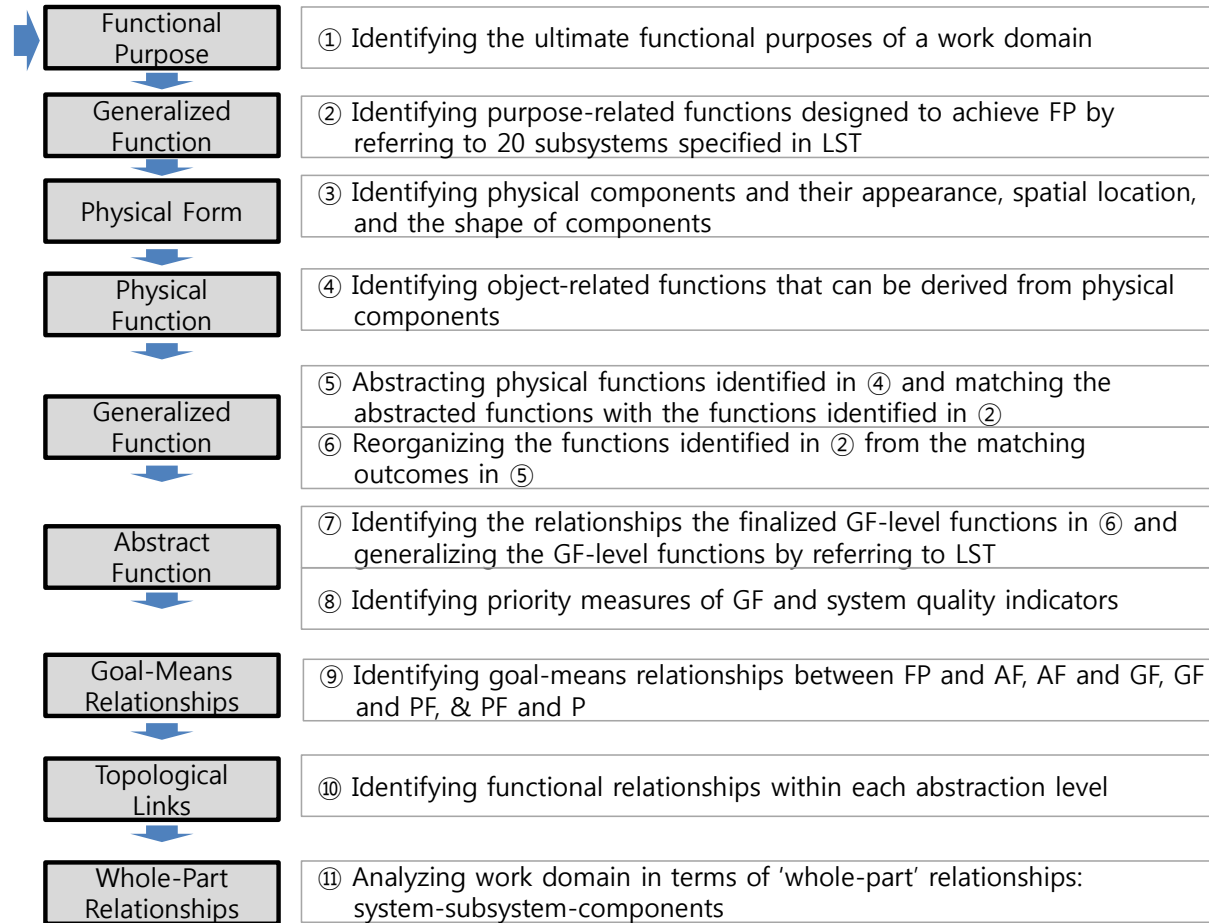 Functional
Purpose
① Identifying the ultimate functional purposes of a work domain
Generalized
Function
② Identifying purpose-related functions designed to achieve FP by
referring to 20 subsystems specified in LST
Physical Form
③ Identifying physical components and their appearance, spatial location,
and the shape of components
Physical
Function
④ Identifying object-related functions that can be derived from physical
components
Generalized
Function
⑤ Abstracting physical functions identified in ④ and matching the
abstracted functions with the functions identified in ②
⑥ Reorganizing the functions identified in ② from the matching
outcomes in ⑤
Abstract
Function
⑦ Identifying the relationships the finalized GF-level functions in ⑥ and
generalizing the GF-level functions by referring to LST
⑧ Identifying priority measures of GF and system quality indicators
Goal-Means
Relationships
⑨ Identifying goal-means relationships between FP and AF, AF and GF, GF
and PF, & PF and P
Topological
Links
⑩ Identifying functional relationships within each abstraction level
Whole-Part
Relationships
⑪ Analyzing work domain in terms of 'whole-part' relationships:
system-subsystem-components